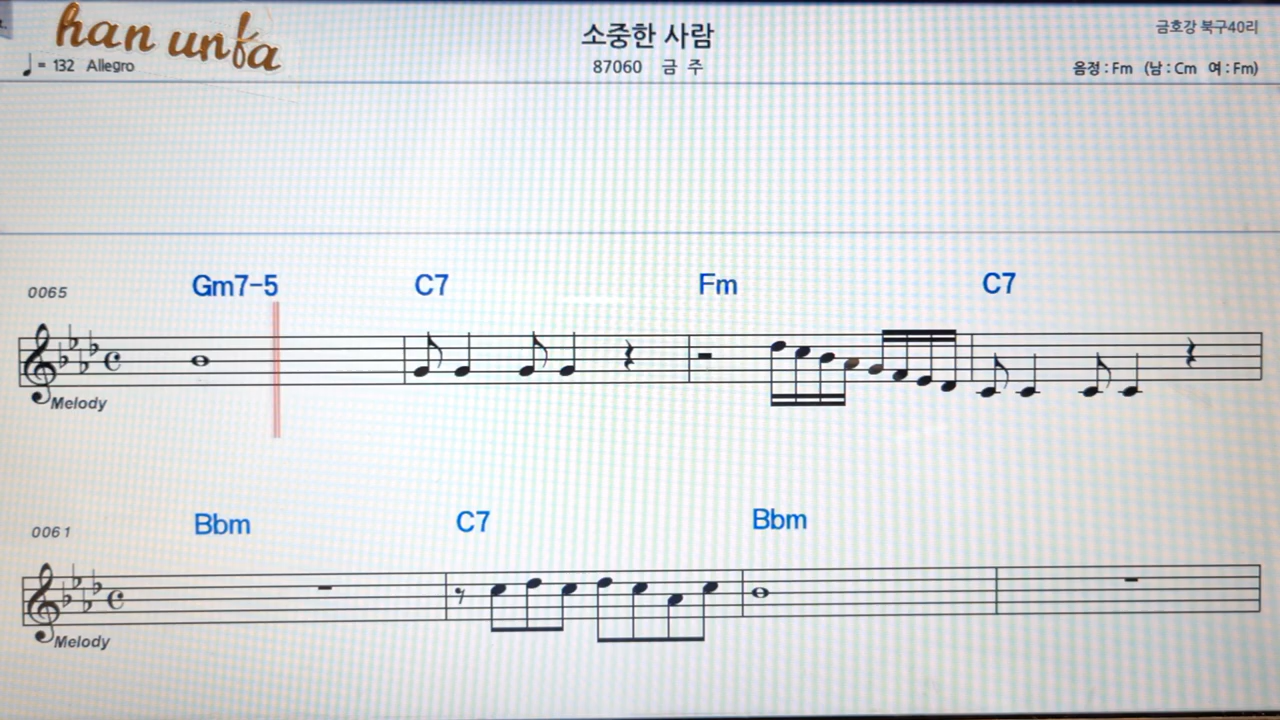 han unfa
소중한 사람
금호강 북구40리
♩= 132 Allegro
87060 금 주
음정 : Fm (남 : Cm 여 : Fm)
Gm7-5 C7 Fm C7
0065
Melody
Bbm C7 Bbm
0061
Melody